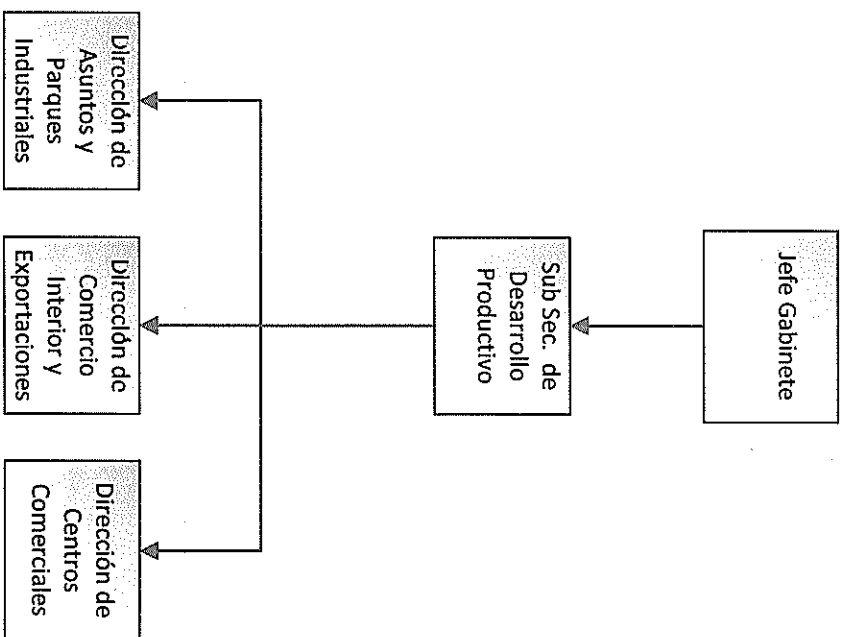 Jefe Gabinete
Sub Sec. de
Desarrollo
Productivo
Dirección de
Asuntos y
Parques
Industriales
Dirección de
Comercio
Interior y
Exportaciones
Dirección de
Centros
Comerciales